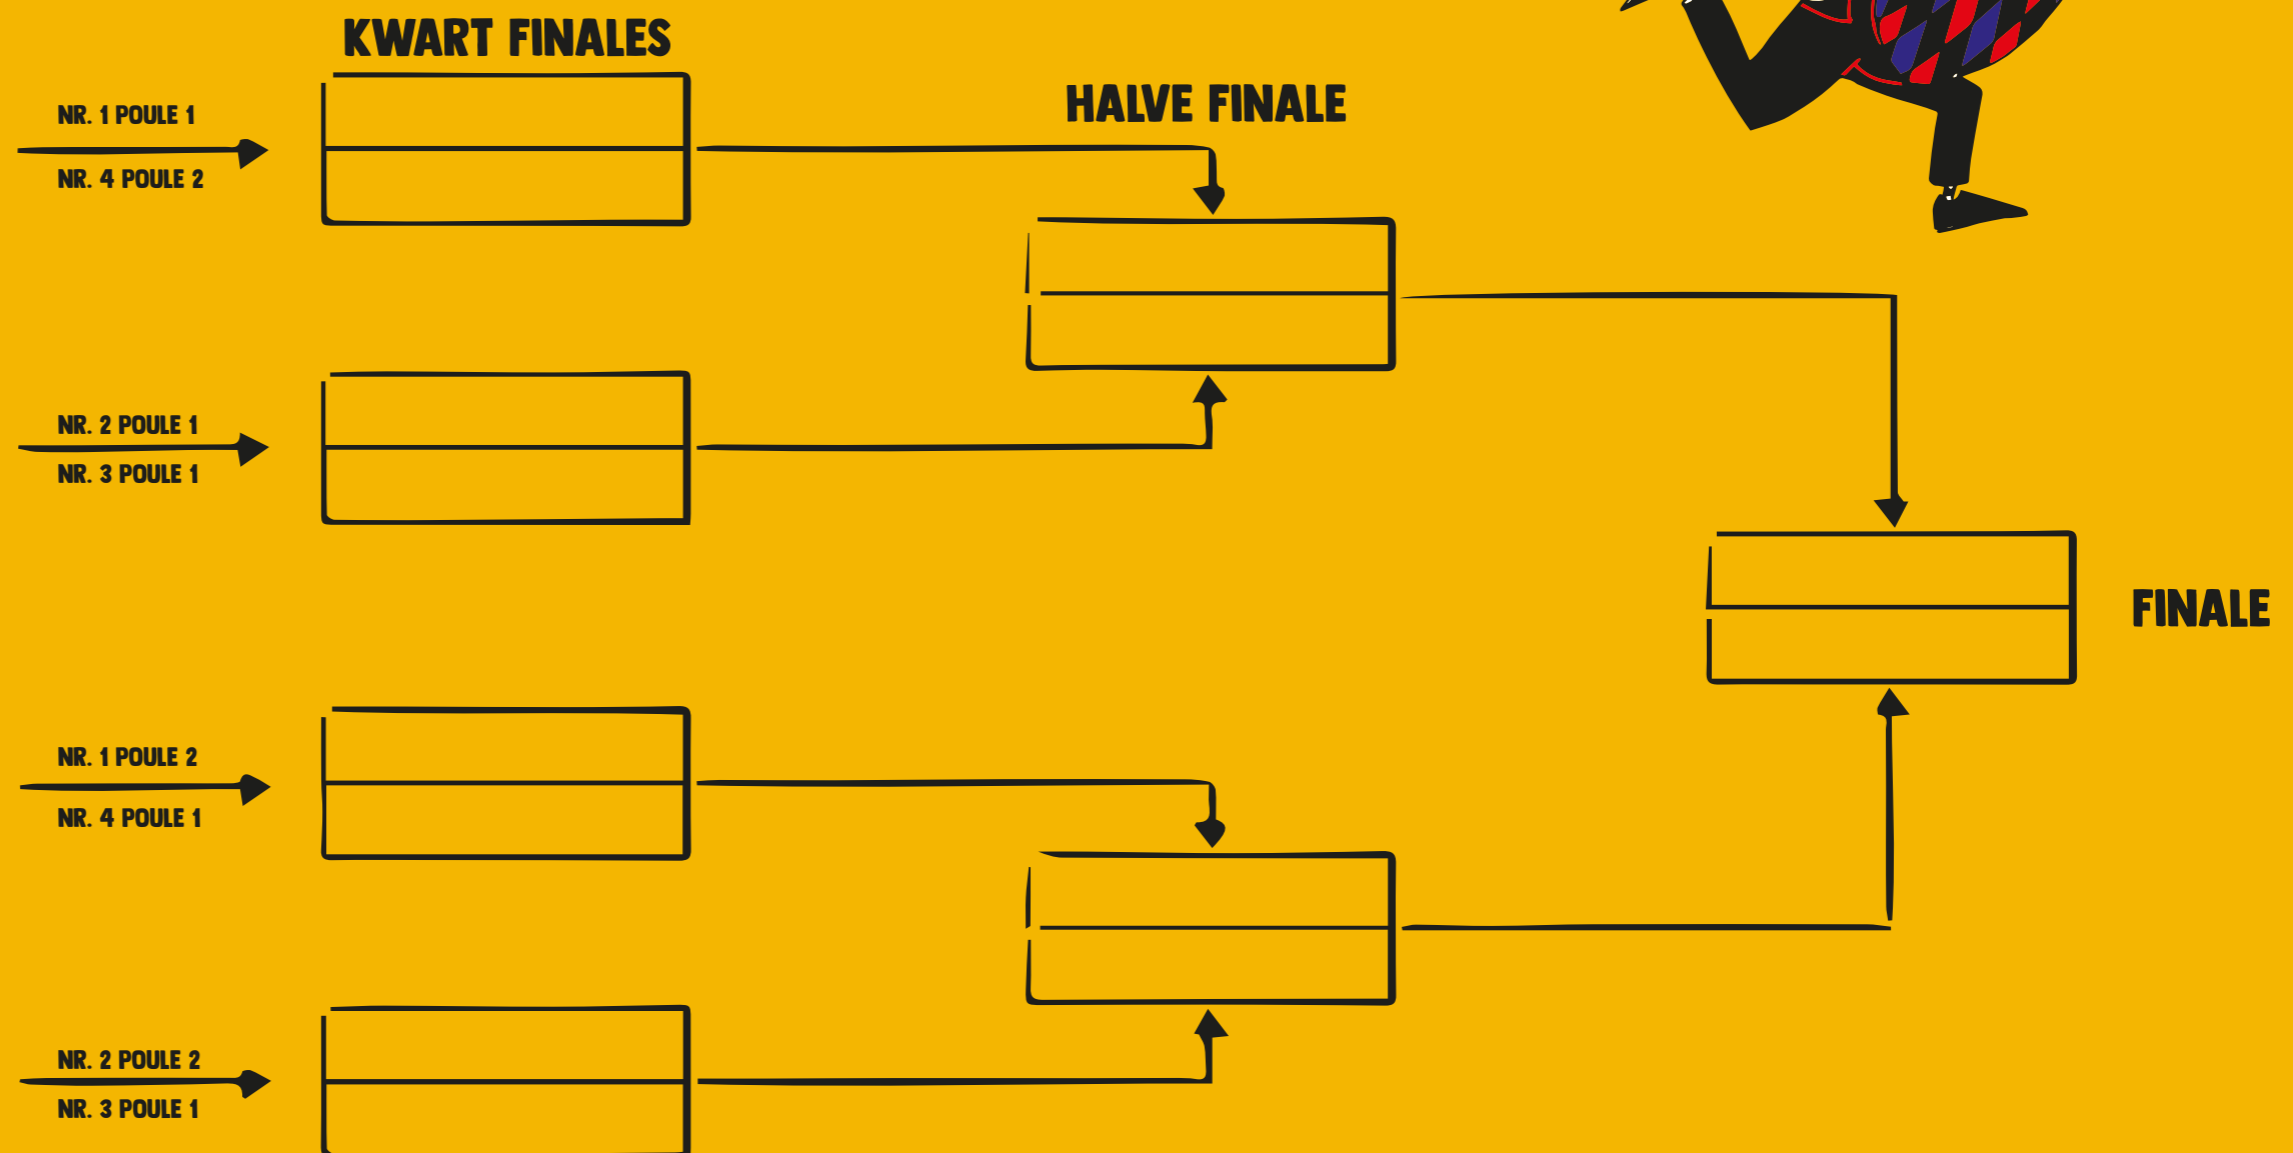 KWART FINALES
HALVE FINALE
NR. 1 POULE 1
NR. 4 POULE 2
NR. 2 POULE 1
NR. 3 POULE 1
FINALE
NR. 1 POULE 2
NR. 4 POULE 1
NR. 2 POULE 2
NR. 3 POULE 1